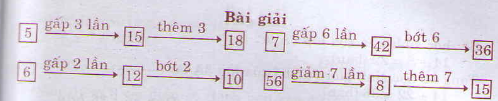 Bài giải
5 gấp 3 lần 15 thêm 3 18 7 gấp 6 lần 42 bớt 6 36
6 gấp 2 lần 12 bớt 2 10 56 giảm 7 lần 8 thêm 7 15